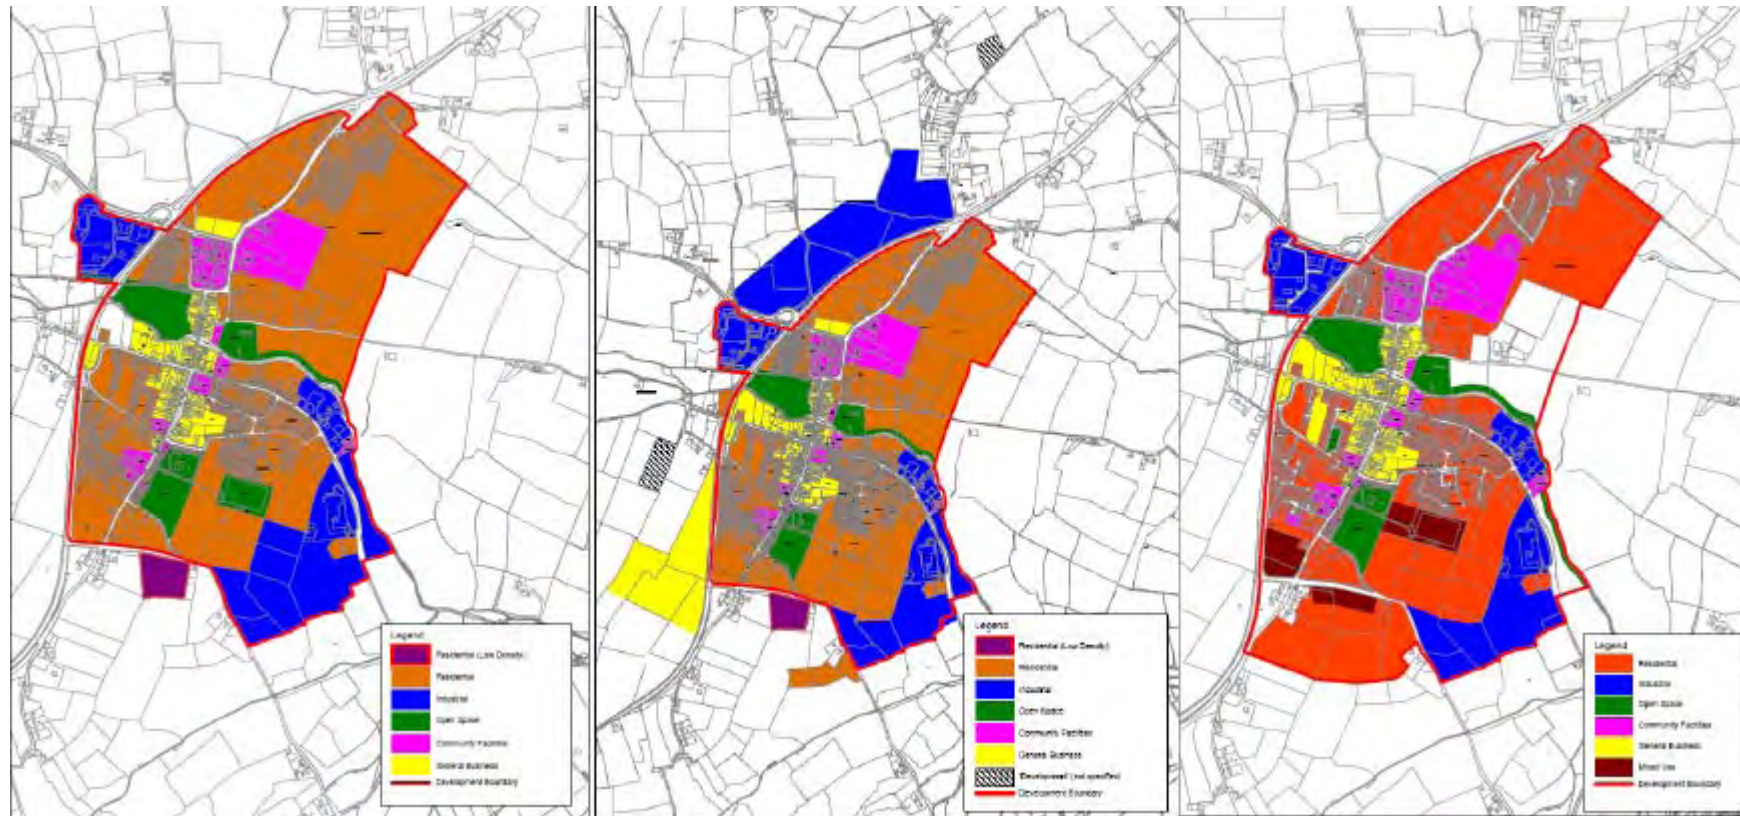 Legend
Residential (Low Density)
Residential
Industrial
Open Space
Community Facilities
General Business
Development Boundary
Legend
Residential (Low Density)
Residential
Industrial
Open Space
Community Facilities
General Business
'Development' (not specified)
Development Boundary
Legend
Residential
Industrial
Open Space
Community Facilities
General Business
Mixed Use
Development Boundary